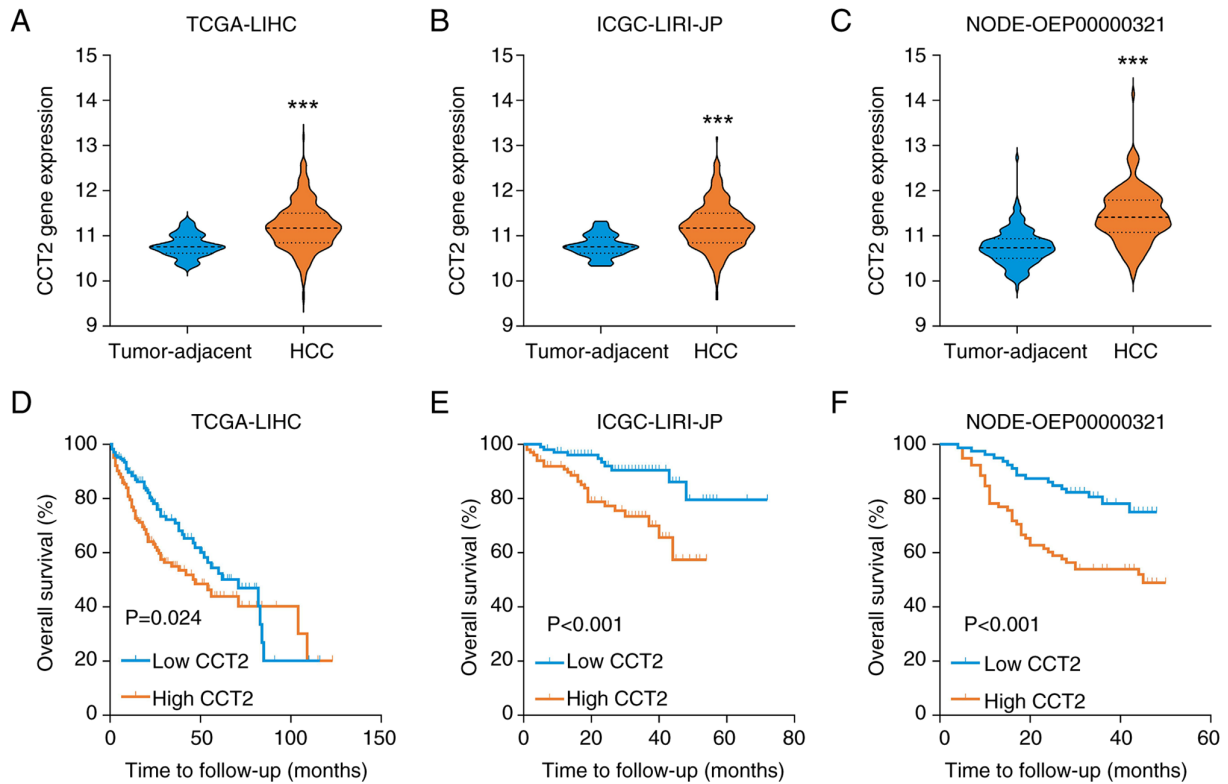 A
TCGA-LIHC
CCT2 gene expression
15
14
13
12
11
10
9
***
Tumor-adjacent
HCC
B
ICGC-LIRI-JP
CCT2 gene expression
15
14
13
12
11
10
9
***
Tumor-adjacent
HCC
C
NODE-OEP00000321
CCT2 gene expression
15
14
13
12
11
10
9
***
Tumor-adjacent
HCC
D
TCGA-LIHC
Overall survival (%)
100
80
60
40
20
0
P=0.024
Low CCT2
High CCT2
0 50 100 150
Time to follow-up (months)
E
ICGC-LIRI-JP
Overall survival (%)
100
80
60
40
20
0
P<0.001
Low CCT2
High CCT2
0 20 40 60 80
Time to follow-up (months)
F
NODE-OEP00000321
Overall survival (%)
100
80
60
40
20
0
P<0.001
Low CCT2
High CCT2
0 20 40 60
Time to follow-up (months)